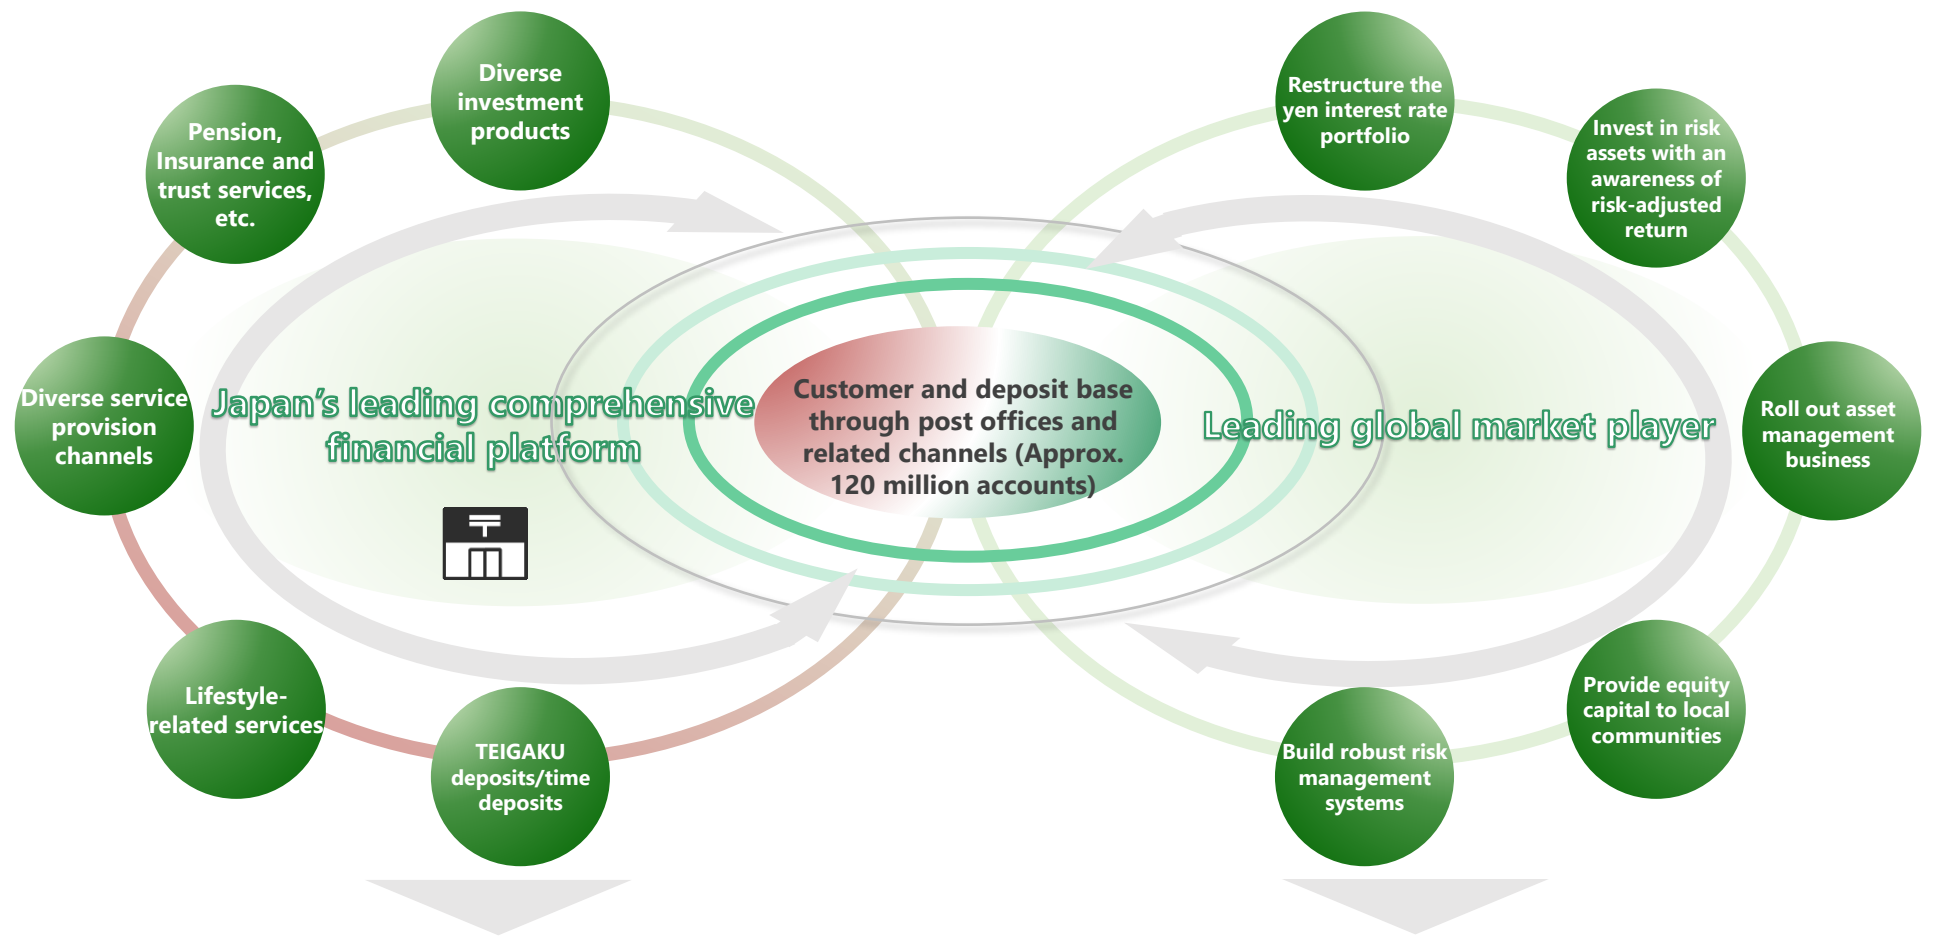 Diverse
investment
products
Pension,
Insurance and
trust services,
etc.
Diverse service
provision
channels
Lifestyle-
related services
TEIGAKU
deposits/time
deposits
Japan's leading comprehensive
financial platform
Customer and deposit base
through post offices and
related channels (Approx.
120 million accounts)
Leading global market player
Restructure the
yen interest rate
portfolio
Invest in risk
assets with an
awareness of
risk-adjusted
return
Roll out asset
management
business
Provide equity
capital to local
communities
Build robust risk
management
systems